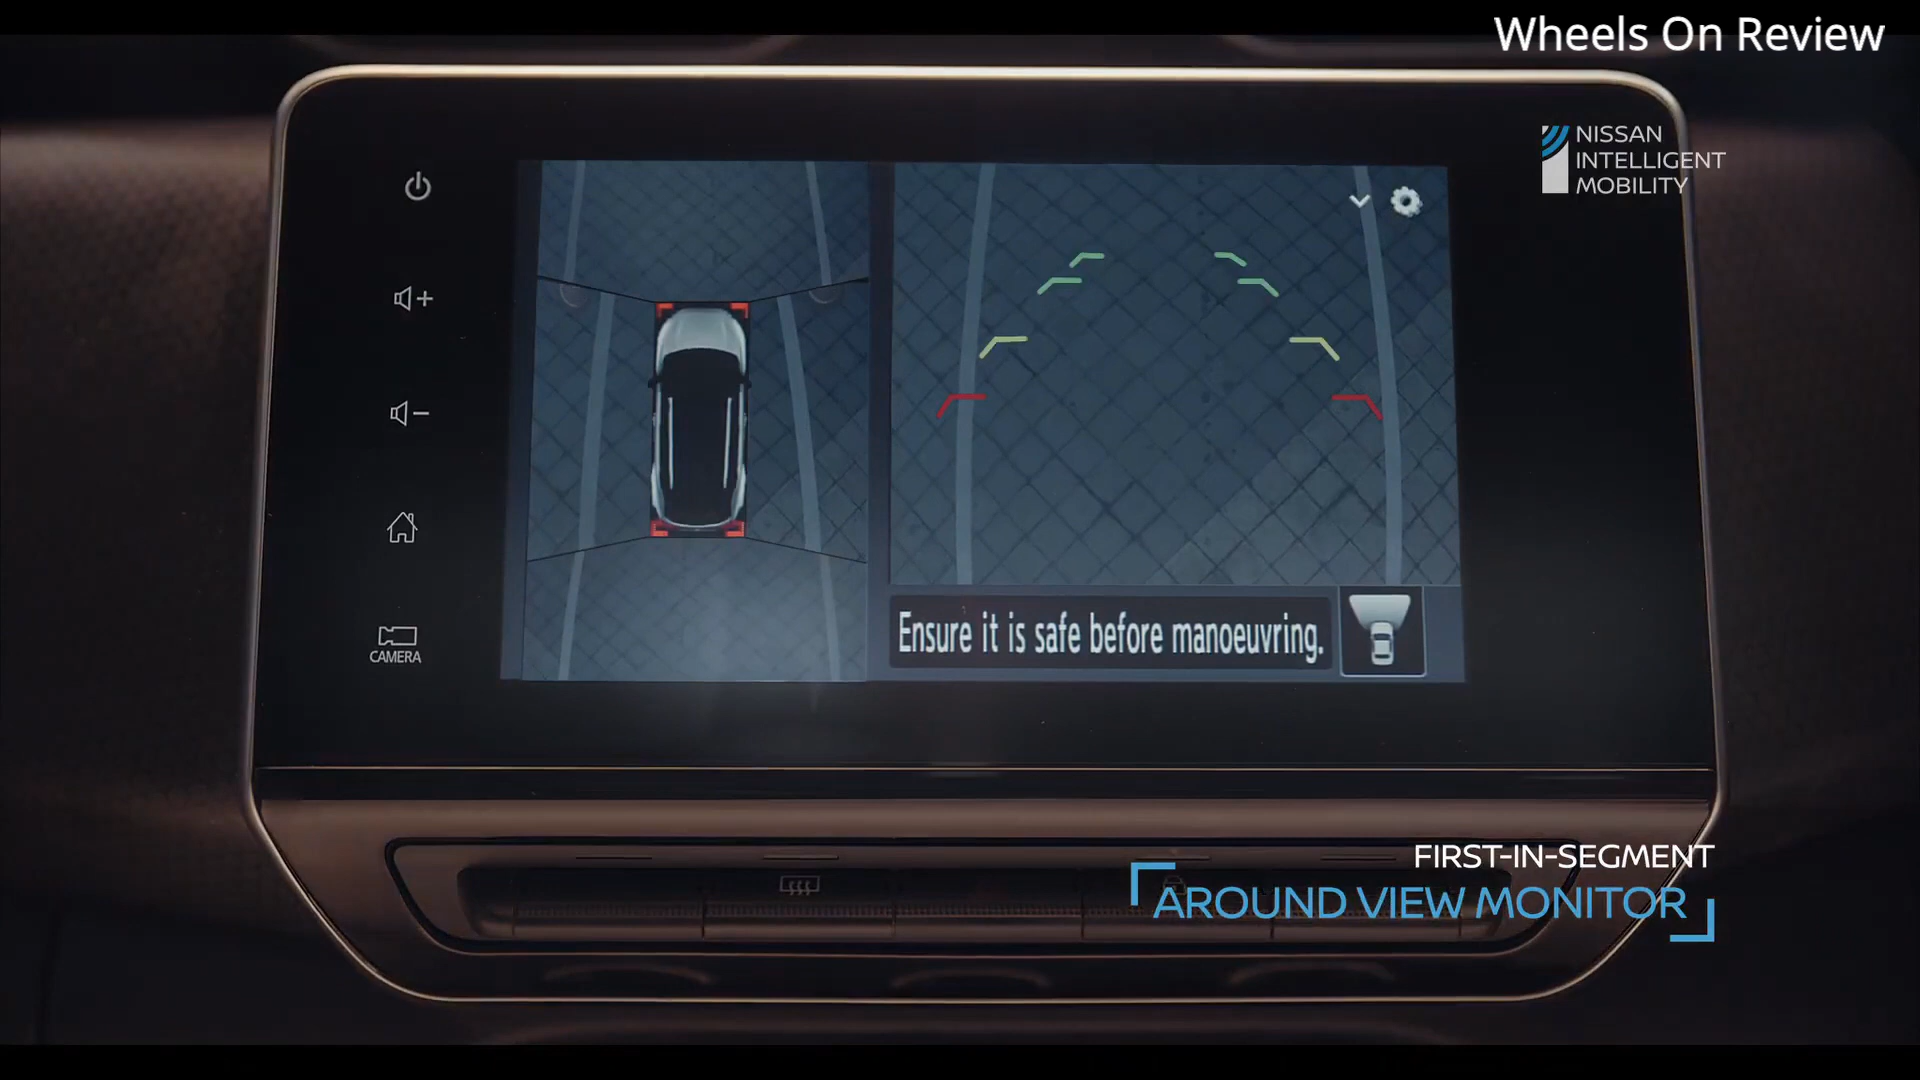 Wheels On Review
NISSAN
INTELLIGENT
MOBILITY
CAMERA
Ensure it is safe before manoeuvring.
FIRST-IN-SEGMENT
AROUND VIEW MONITOR